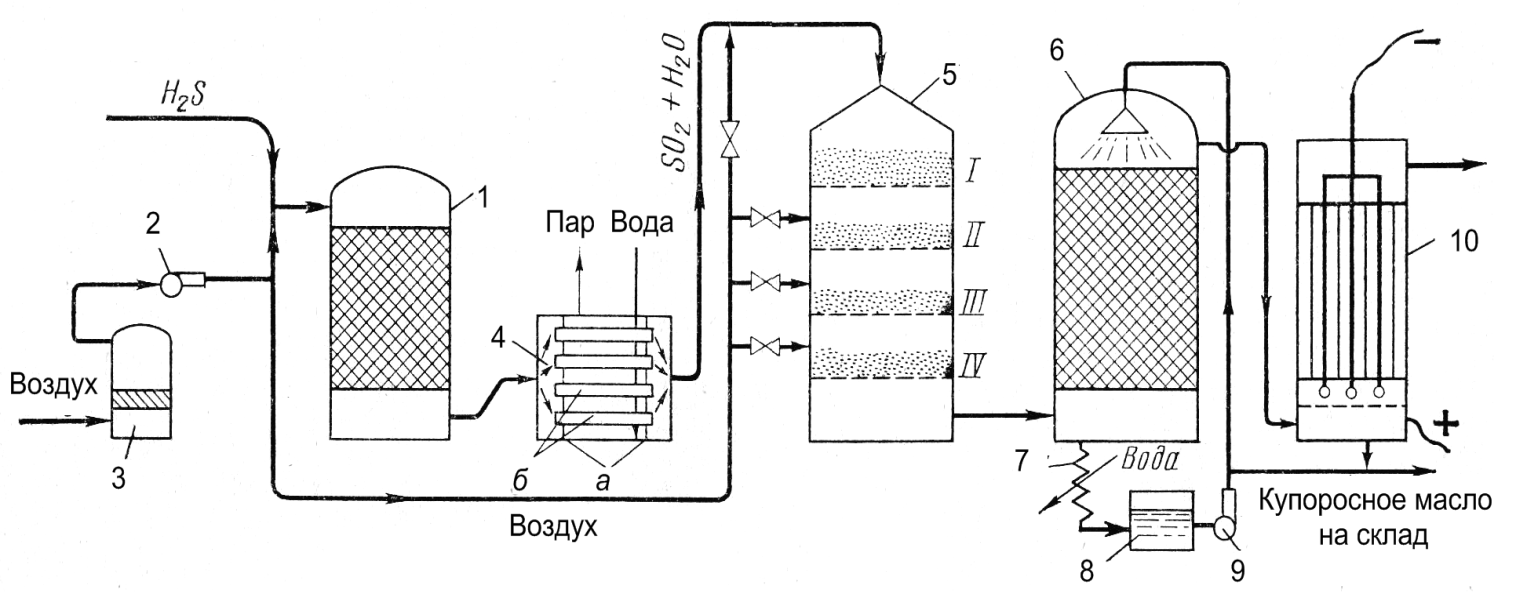 H₂S
SO₂ + H₂O
−
6
5
I
1
2
Пар Вода
II
10
4
III
Воздух
IV
3
б
а
+
7
Вода
Воздух
Купоросное масло
на склад
8
9